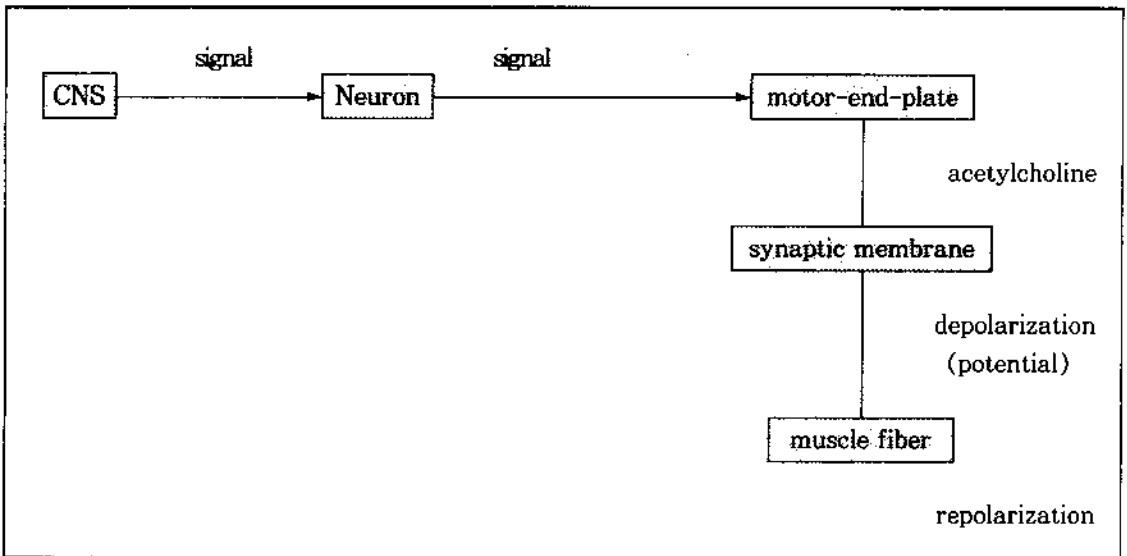 signal
signal
CNS
Neuron
motor-end-plate
acetylcholine
synaptic membrane
depolarization
(potential)
muscle fiber
repolarization